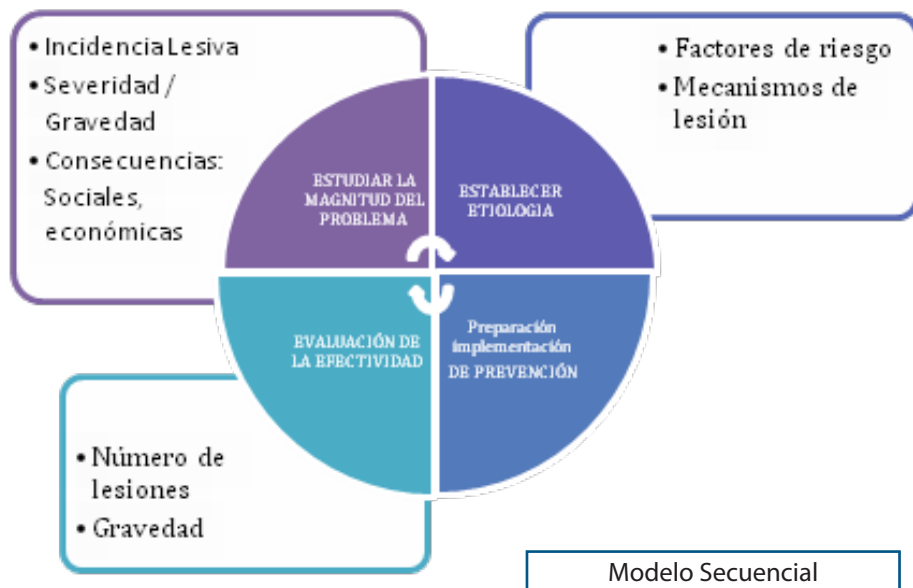 • Incidencia Lesiva
• Severidad /
Gravedad
• Consecuencias:
Sociales,
económicas
• Factores de riesgo
• Mecanismos de
lesión
ESTUDIAR LA
MAGNITUD DEL
PROBLEMA
ESTABLECER
ETIOLOGIA
EVALUACIÓN DE
LA EFECTIVIDAD
Preparación
implementación
DE PREVENCIÓN
• Número de
lesiones
• Gravedad
Modelo Secuencial